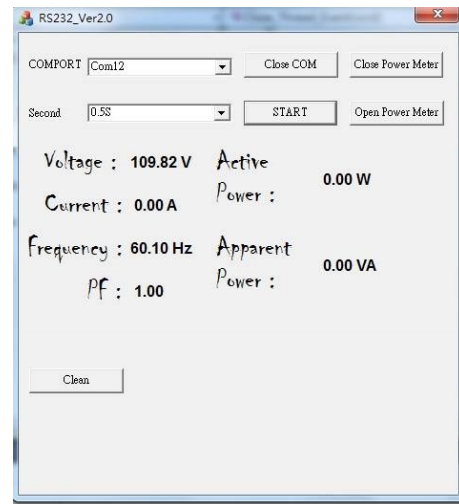 RS232_Ver2.0
COMPORT Com12 Close COM Close Power Meter
Second 0.5S START Open Power Meter
Voltage : 109.82 V Active Power : 0.00 W
Current : 0.00 A
Frequency : 60.10 Hz Apparent Power : 0.00 VA
PF : 1.00
Clean